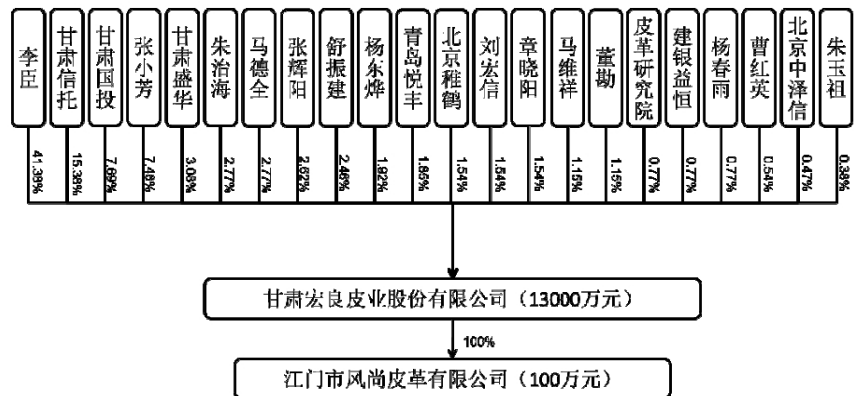 李臣
甘肃信托
甘肃国投
张小芳
甘肃盛华
朱治海
马德全
张辉阳
舒振建
杨东烨
青岛悦丰
北京稚鹤
刘宏信
章晓阳
马维祥
董勘
皮革研究院
建银益恒
杨春雨
曹红英
北京中泽信
朱玉祖
41.38%
15.38%
7.69%
7.46%
3.08%
2.77%
2.77%
2.62%
2.46%
1.92%
1.85%
1.54%
1.54%
1.54%
1.15%
1.15%
0.77%
0.77%
0.77%
0.54%
0.47%
0.38%
甘肃宏良皮业股份有限公司（13000万元）
100%
江门市风尚皮革有限公司（100万元）